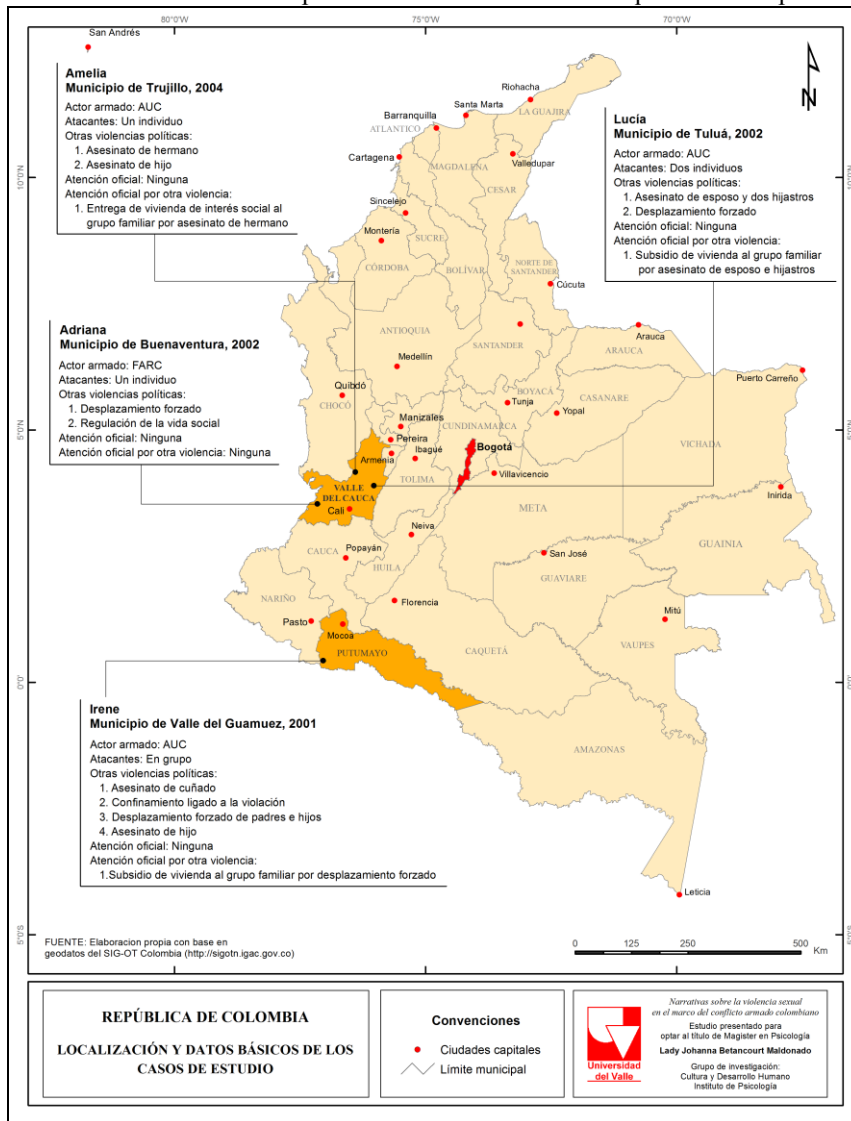 80°0'W
75°0'W
70°0'W
San Andrés
Amelia
Municipio de Trujillo, 2004
Actor armado: AUC
Atacantes: Un individuo
Otras violencias políticas:
1. Asesinato de hermano
2. Asesinato de hijo
Atención oficial: Ninguna
Atención oficial por otra violencia:
1. Entrega de vivienda de interés social al
grupo familiar por asesinato de hermano
N
Lucía
Municipio de Tuluá, 2002
Actor armado: AUC
Atacantes: Dos individuos
Otras violencias políticas:
1. Asesinato de esposo y dos hijastros
2. Desplazamiento forzado
Atención oficial: Ninguna
Atención oficial por otra violencia:
1. Subsidio de vivienda al grupo familiar
por asesinato de esposo e hijastros
Adriana
Municipio de Buenaventura, 2002
Actor armado: FARC
Atacantes: Un individuo
Otras violencias políticas:
1. Desplazamiento forzado
2. Regulación de la vida social
Atención oficial: Ninguna
Atención oficial por otra violencia: Ninguna
Riohacha
Santa Marta
LA GUAJIRA
Barranquilla
ATLANTICO
Cartagena
MAGDALENA
Valledupar
CESAR
10°0'N
10°0'N
Sincelejo
Montería
SUCRE
CÓRDOBA
BOLÍVAR
NORTE DE
SANTANDER
Cúcuta
ANTIOQUIA
SANTANDER
Arauca
ARAUCA
Medellín
Puerto Carreño
Quibdó
CHOCÓ
BOYACÁ
Tunja
Yopal
CASANARE
5°0'N
5°0'N
Manizales
CUNDINAMARCA
VICHADA
Pereira
Bogotá
Armenia
Ibagué
Villavicencio
TOLIMA
VALLE
DEL CAUCA
Cali
Inirida
META
Neiva
GUAINIA
CAUCA
Popayán
San José
HUILA
GUAVIARE
NARIÑO
Florencia
Pasto
Mocoa
Mitú
VAUPES
PUTUMAYO
CAQUETÁ
0°0'
0°0'
Irene
Municipio de Valle del Guamuez, 2001
Actor armado: AUC
Atacantes: En grupo
Otras violencias políticas:
1. Asesinato de cuñado
2. Confinamiento ligado a la violación
3. Desplazamiento forzado de padres e hijos
4. Asesinato de hijo
Atención oficial: Ninguna
Atención oficial por otra violencia:
1.Subsidio de vivienda al grupo familiar por desplazamiento forzado
AMAZONAS
Leticia
5°0'S
5°0'S
FUENTE: Elaboracion propia con base en
geodatos del SIG-OT Colombia (http://sigotn.igac.gov.co)
0 125 250 500
Km
REPÚBLICA DE COLOMBIA
LOCALIZACIÓN Y DATOS BÁSICOS DE LOS
CASOS DE ESTUDIO
Convenciones
Ciudades capitales
Límite municipal
Universidad
del Valle
Narrativas sobre la violencia sexual
en el marco del conflicto armado colombiano
Estudio presentado para
optar al título de Magister en Psicología
Lady Johanna Betancourt Maldonado
Grupo de investigación:
Cultura y Desarrollo Humano
Instituto de Psicología